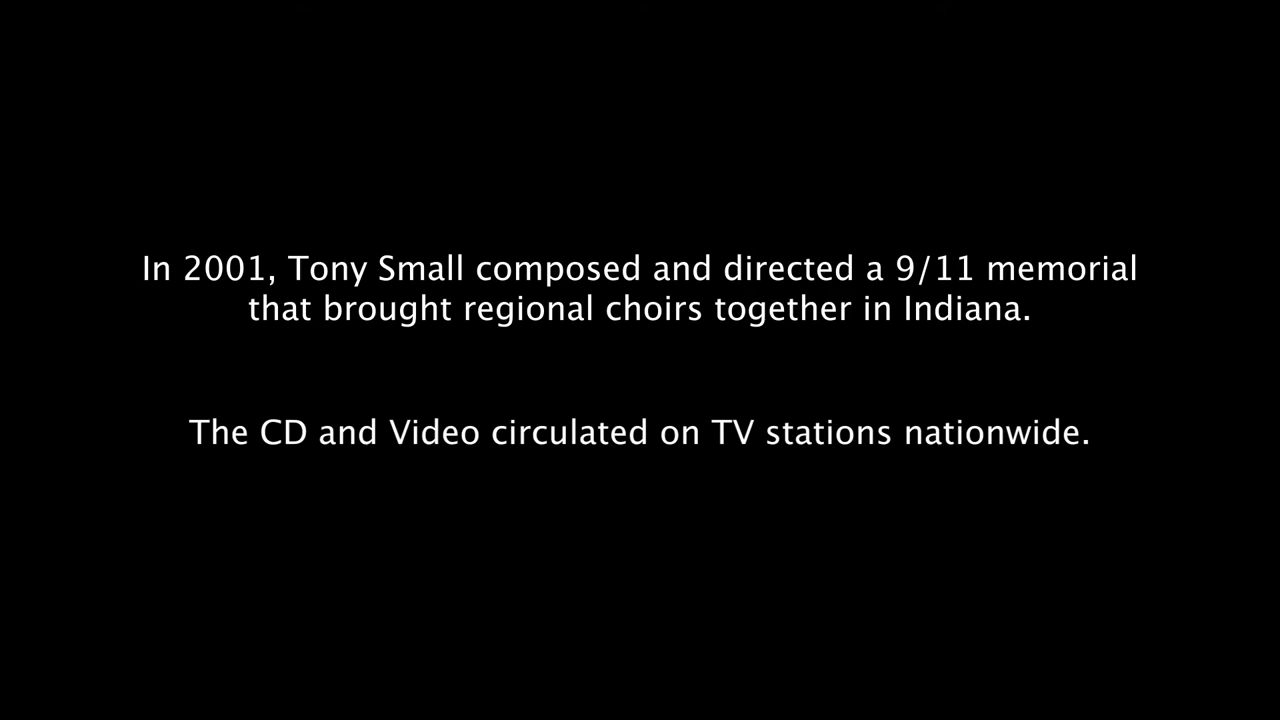 In 2001, Tony Small composed and directed a 9/11 memorial
that brought regional choirs together in Indiana.
The CD and Video circulated on TV stations nationwide.